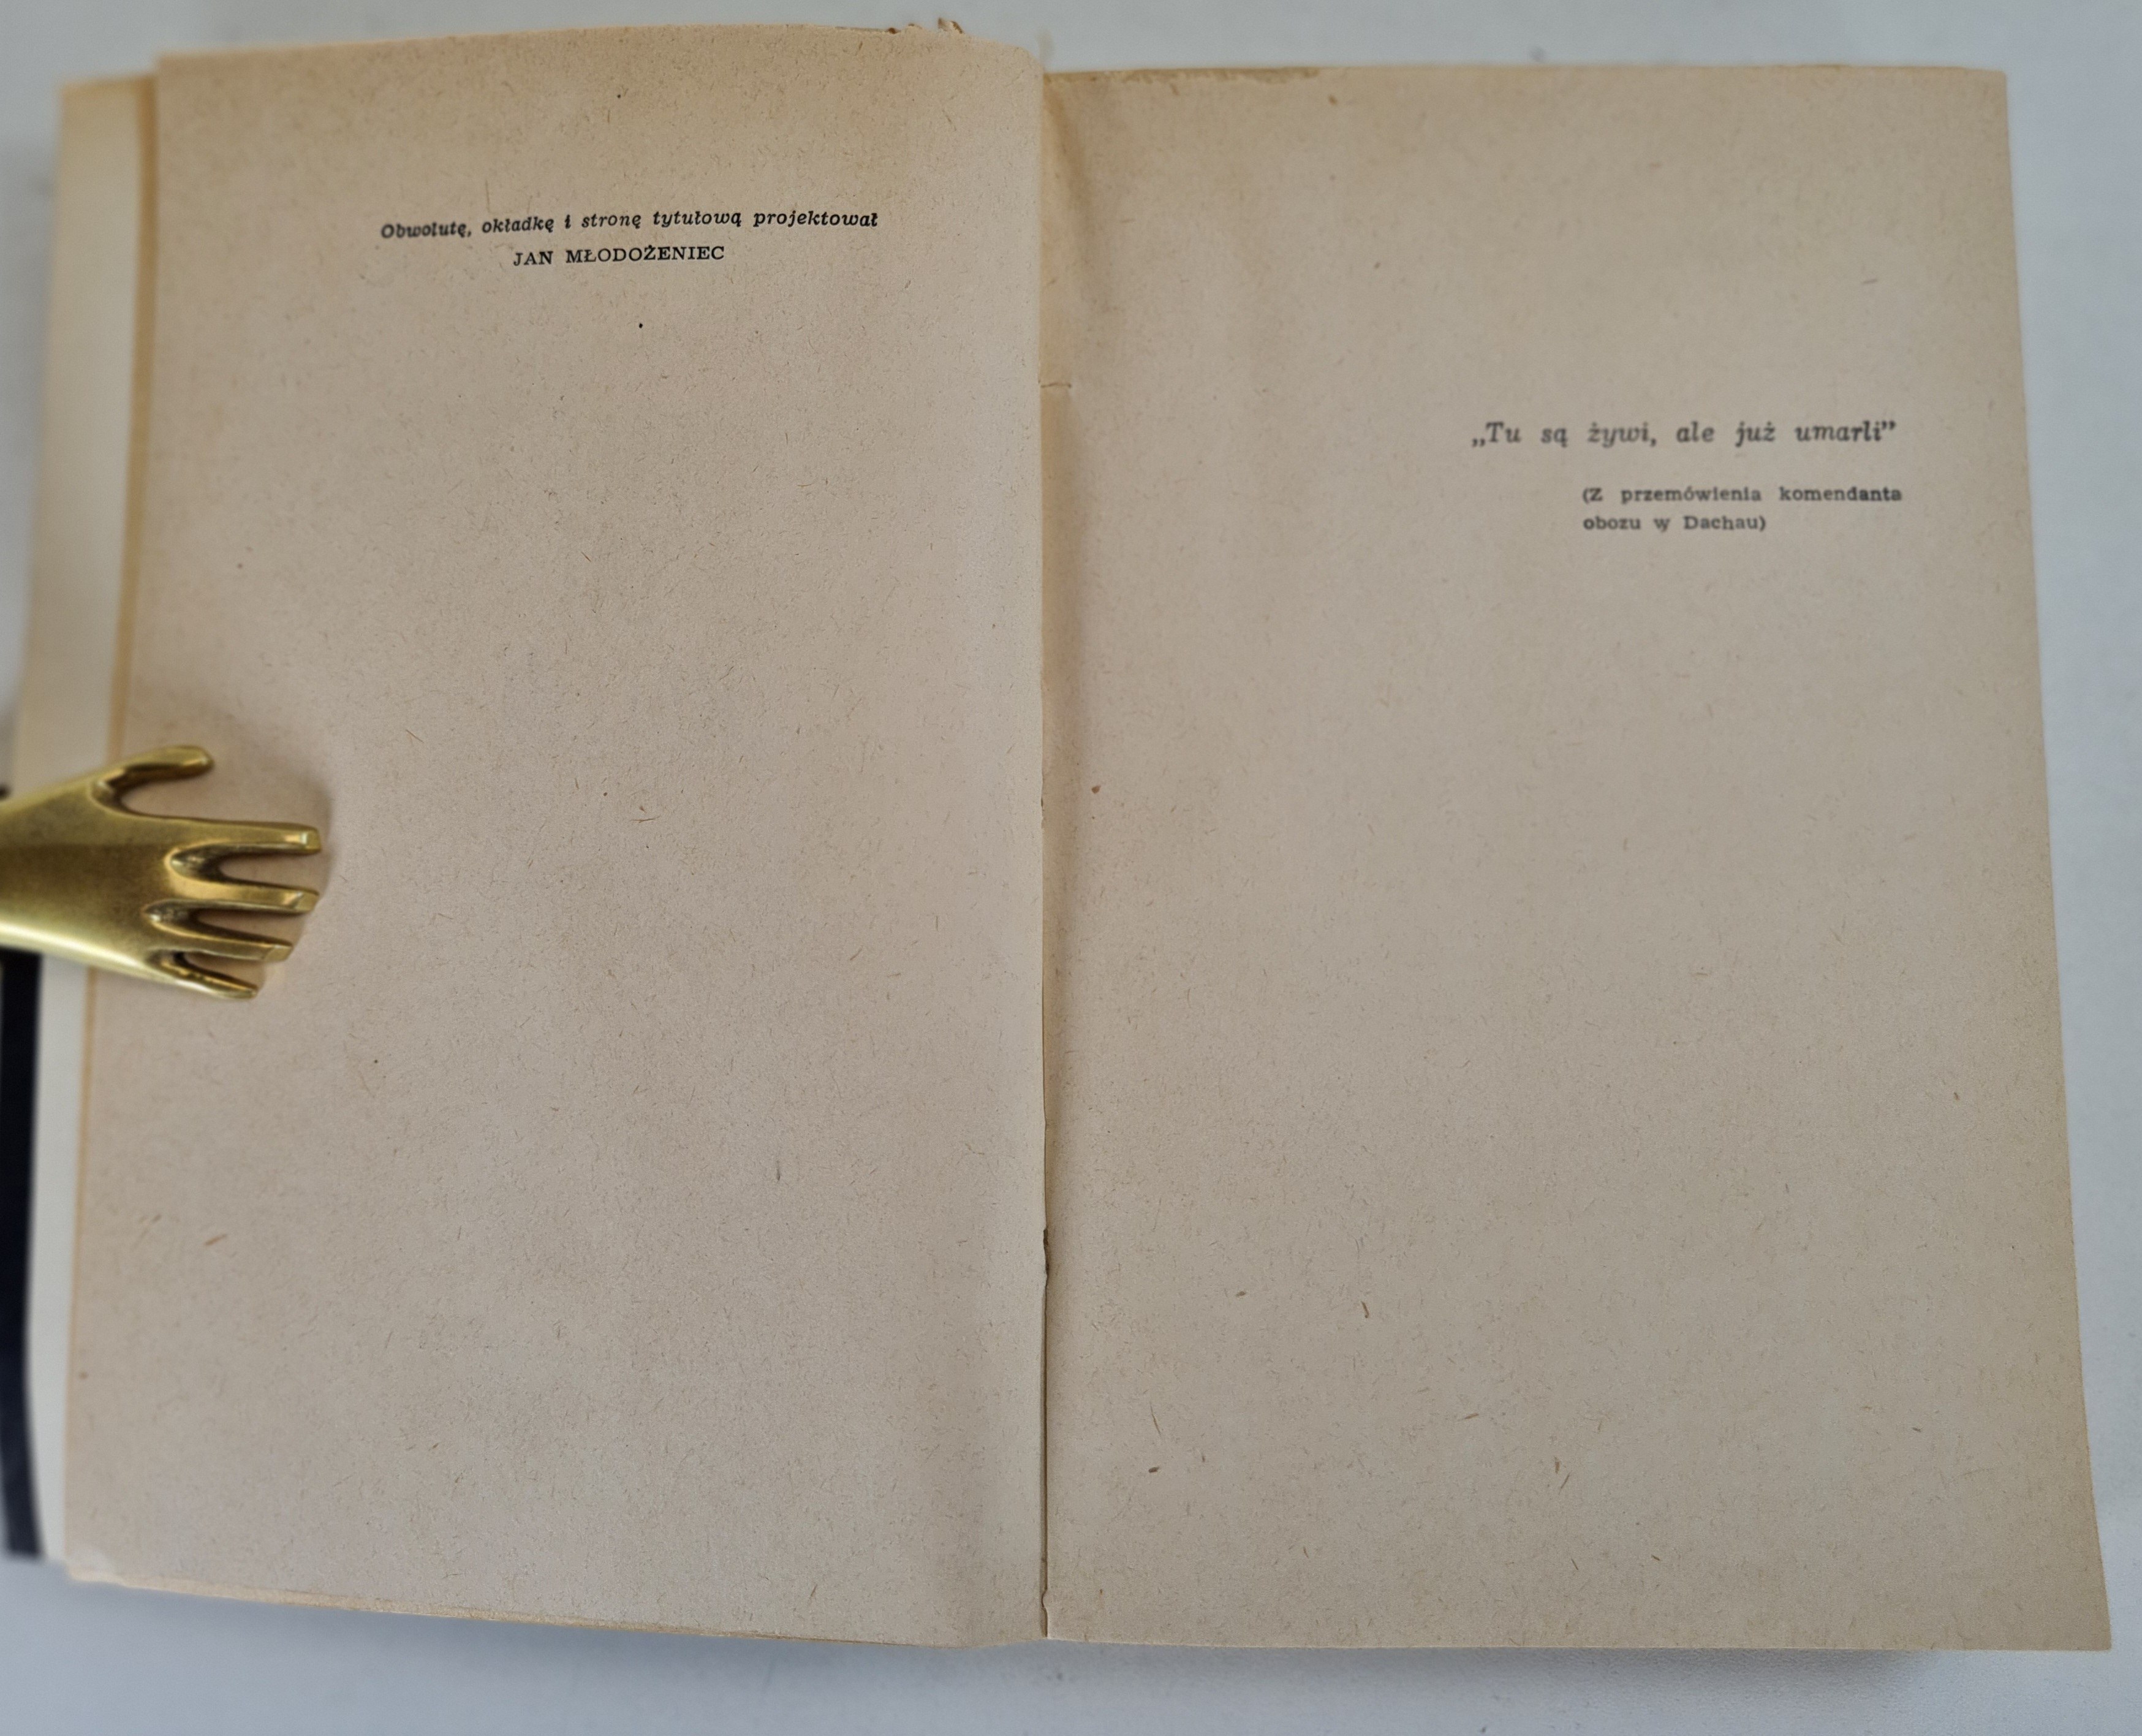 Obwolutę, okładkę i stronę tytułową projektował
JAN MŁODOŻENIEC
„Tu są żywi, ale już umarli”
(Z przemówienia komendanta
obozu w Dachau)